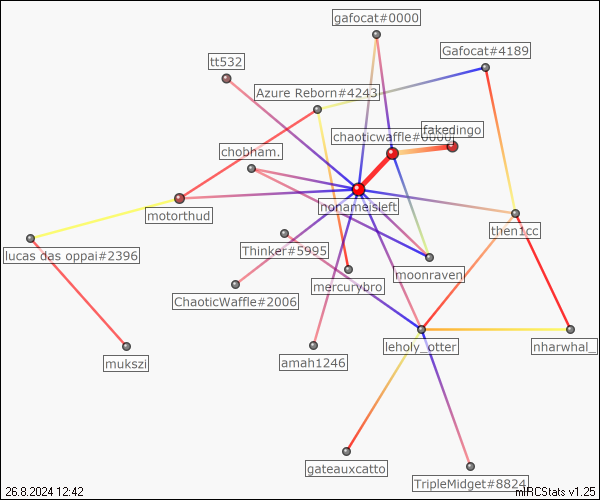 gafocat#0000
Gafocat#4189
tt532
Azure Reborn#4243
fakedingo
chaoticwaffle#0000
chobham.
nonameisleft
motorthud
then1cc
Thinker#5995
lucas das oppai#2396
moonraven
mercurybro
ChaoticWaffle#2006
leholy_otter
nharwhal_
amah1246
mukszi
gateauxcatto
TripleMidget#8824
26.8.2024 12:42
mIRCStats v1.25